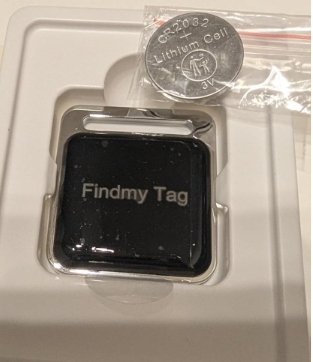 CR2032
+
Lithium Cell
3V
Findmy Tag